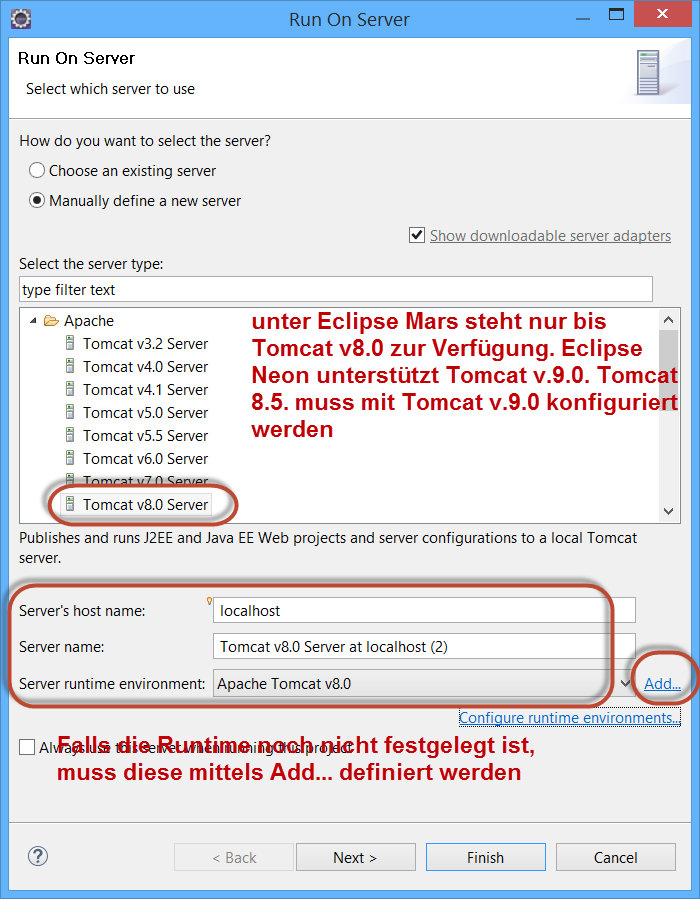 Run On Server
Run On Server
Select which server to use
How do you want to select the server?
Choose an existing server
Manually define a new server
Show downloadable server adapters
Select the server type:
type filter text
Apache
Tomcat v3.2 Server
Tomcat v4.0 Server
Tomcat v4.1 Server
Tomcat v5.0 Server
Tomcat v5.5 Server
Tomcat v6.0 Server
Tomcat v7.0 Server
Tomcat v8.0 Server
unter Eclipse Mars steht nur bis
Tomcat v8.0 zur Verfügung. Eclipse
Neon unterstützt Tomcat v.9.0. Tomcat
8.5. muss mit Tomcat v.9.0 konfiguriert
werden
Publishes and runs J2EE and Java EE Web projects and server configurations to a local Tomcat
server.
Server's host name: localhost
Server name: Tomcat v8.0 Server at localhost (2)
Server runtime environment: Apache Tomcat v8.0 Add...
Configure runtime environments...
Always use this server when running this project
Falls die Runtime noch nicht festgelegt ist,
muss diese mittels Add... definiert werden
? < Back Next > Finish Cancel